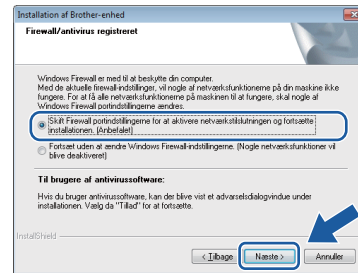 Installation af Brother-enhed
Firewall/antivirus registreret
Windows Firewall er med til at beskytte din computer.
Med de aktuelle firewall-indstillinger, vil nogle af netværksfunktionerne på din maskine ikke
fungere. For at få alle netværksfunktionerne på maskinen til at fungere, skal nogle af
Windows Firewall portindstillingerne ændres.
Skift Firewall portindstillingerne for at aktivere netværkstilslutningen og fortsætte
installationen. (Anbefalet)
Fortsæt uden at ændre Windows Firewall-indstillingerne. (Nogle netværksfunktioner vil
blive deaktiveret)
Til brugere af antivirussoftware:
Hvis du bruger antivirussoftware, kan der blive vist et advarselsdialogvindue under
installationen. Vælg da "Tillad" for at fortsætte.
InstallShield
< Tilbage Næste > Annuller